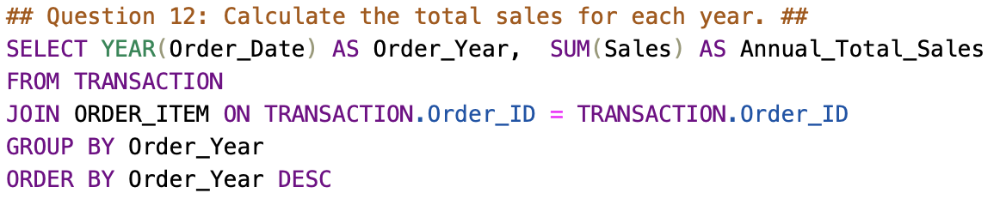 ## Question 12: Calculate the total sales for each year. ##
SELECT YEAR(Order_Date) AS Order_Year,  SUM(Sales) AS Annual_Total_Sales
FROM TRANSACTION
JOIN ORDER_ITEM ON TRANSACTION.Order_ID = TRANSACTION.Order_ID
GROUP BY Order_Year
ORDER BY Order_Year DESC